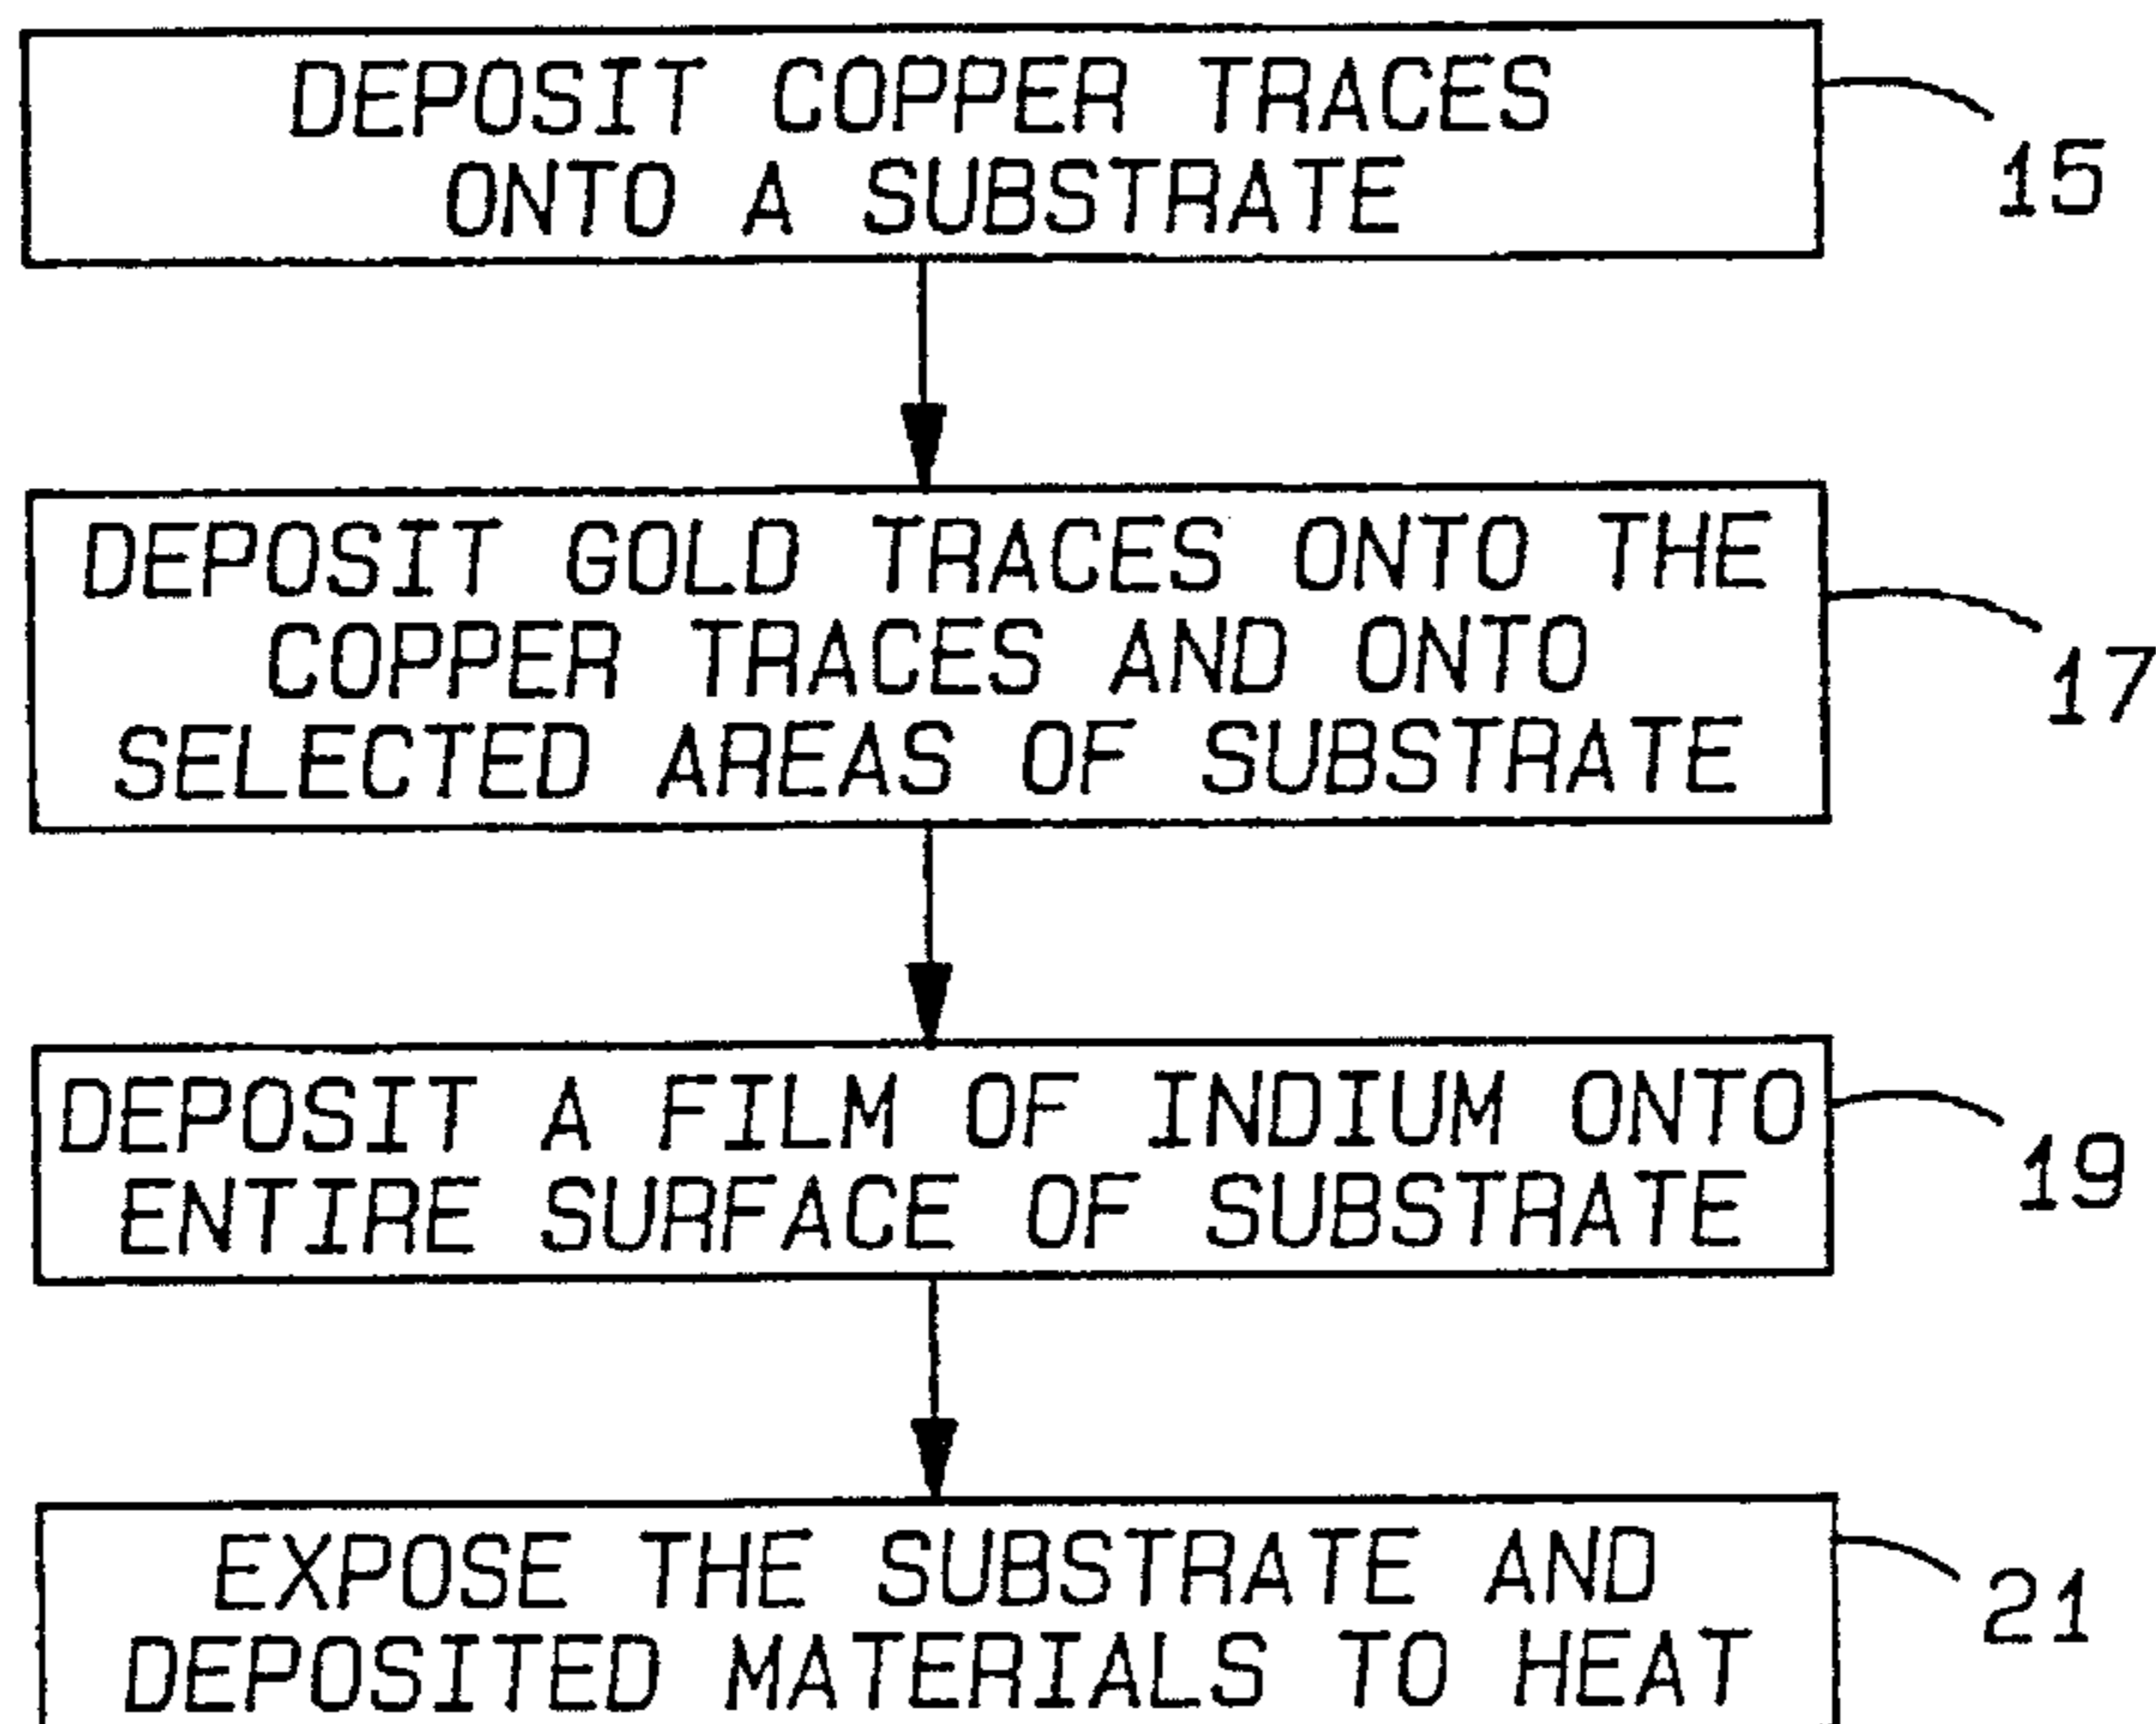 DEPOSIT COPPER TRACES
ONTO A SUBSTRATE
15
DEPOSIT GOLD TRACES ONTO THE
COPPER TRACES AND ONTO
SELECTED AREAS OF SUBSTRATE
17
DEPOSIT A FILM OF INDIUM ONTO
ENTIRE SURFACE OF SUBSTRATE
19
EXPOSE THE SUBSTRATE AND
DEPOSITED MATERIALS TO HEAT
21